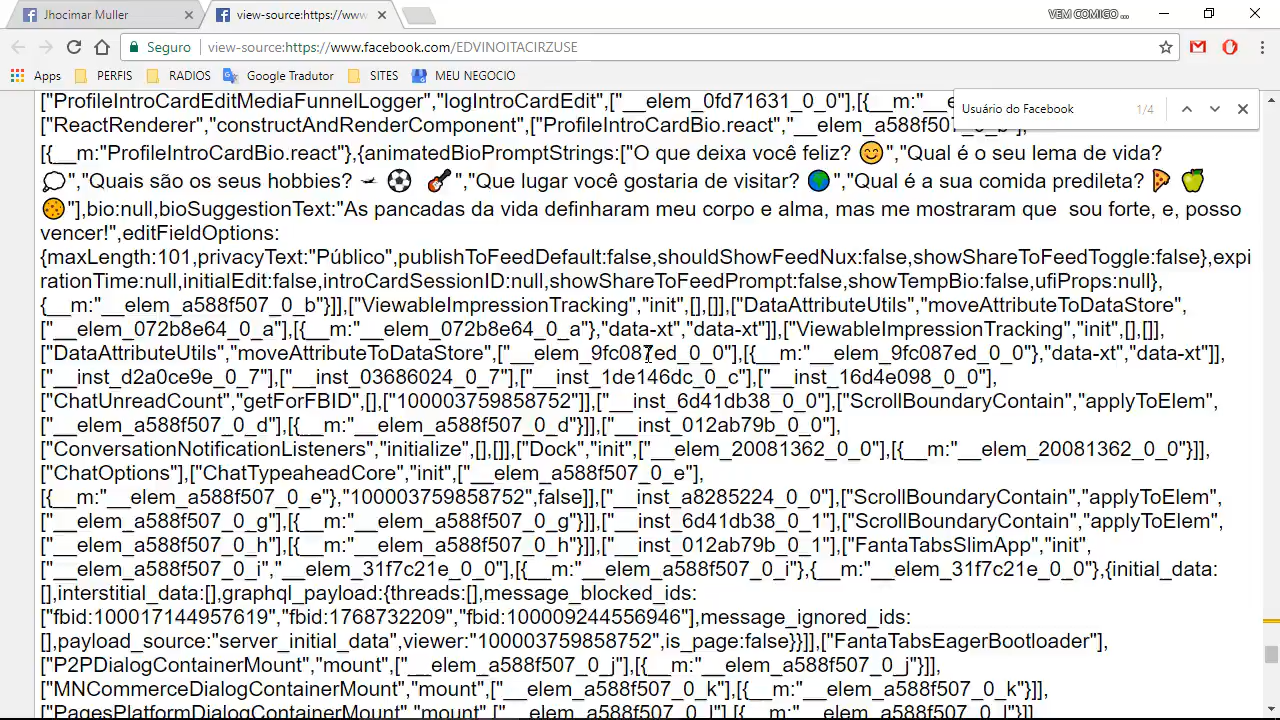 Jhocimar Muller
view-source:https://www
VEM COMIGO ...
Seguro view-source:https://www.facebook.com/EDVINOITACIRZUSE
Apps PERFIS RADIOS Google Tradutor SITES MEU NEGOCIO
Usuário do Facebook 1/4
["ProfileIntroCardEditMediaFunnelLogger","logIntroCardEdit",["__elem_0fd71631_0_0"],[{__m:"
["ReactRenderer","constructAndRenderComponent",["ProfileIntroCardBio.react","__elem_a588f507_0_b"],
[{__m:"ProfileIntroCardBio.react"},{animatedBioPromptStrings:["O que deixa você feliz? 😊","Qual é o seu lema de vida?
💭","Quais são os seus hobbies? 🛩 ⚽ 🎸","Que lugar você gostaria de visitar? 🌎","Qual é a sua comida predileta? 🍕 🍏
🍪"],bio:null,bioSuggestionText:"As pancadas da vida definharam meu corpo e alma, mas me mostraram que  sou forte, e, posso
vencer!",editFieldOptions:
{maxLength:101,privacyText:"Público",publishToFeedDefault:false,shouldShowFeedNux:false,showShareToFeedToggle:false},expi
rationTime:null,initialEdit:false,introCardSessionID:null,showShareToFeedPrompt:false,showTempBio:false,ufiProps:null},
{__m:"__elem_a588f507_0_b"}]],["ViewableImpressionTracking","init",[],[]],["DataAttributeUtils","moveAttributeToDataStore",
["__elem_072b8e64_0_a"],[{__m:"__elem_072b8e64_0_a"},"data-xt","data-xt"]],["ViewableImpressionTracking","init",[],[]],
["DataAttributeUtils","moveAttributeToDataStore",["__elem_9fc087ed_0_0"],[{__m:"__elem_9fc087ed_0_0"},"data-xt","data-xt"]],
["__inst_d2a0ce9e_0_7"],["__inst_03686024_0_7"],["__inst_1de146dc_0_c"],["__inst_16d4e098_0_0"],
["ChatUnreadCount","getForFBID",[],["100003759858752"]],["__inst_6d41db38_0_0"],["ScrollBoundaryContain","applyToElem",
["__elem_a588f507_0_d"],[{__m:"__elem_a588f507_0_d"}]],["__inst_012ab79b_0_0"],
["ConversationNotificationListeners","initialize",[],[]],["Dock","init",["__elem_20081362_0_0"],[{__m:"__elem_20081362_0_0"}]],
["ChatOptions"],["ChatTypeaheadCore","init",["__elem_a588f507_0_e"],
[{__m:"__elem_a588f507_0_e"},"100003759858752",false]],["__inst_a8285224_0_0"],["ScrollBoundaryContain","applyToElem",
["__elem_a588f507_0_g"],[{__m:"__elem_a588f507_0_g"}]],["__inst_6d41db38_0_1"],["ScrollBoundaryContain","applyToElem",
["__elem_a588f507_0_h"],[{__m:"__elem_a588f507_0_h"}]],["__inst_012ab79b_0_1"],["FantaTabsSlimApp","init",
["__elem_a588f507_0_i","__elem_31f7c21e_0_0"],[{__m:"__elem_a588f507_0_i"},{__m:"__elem_31f7c21e_0_0"},{initial_data:
[],interstitial_data:[],graphql_payload:{threads:[],message_blocked_ids:
["fbid:100017144957619","fbid:1768732209","fbid:100009244556946"],message_ignored_ids:
[],payload_source:"server_initial_data",viewer:"100003759858752",is_page:false}}]],["FantaTabsEagerBootloader"],
["P2PDialogContainerMount","mount",["__elem_a588f507_0_j"],[{__m:"__elem_a588f507_0_j"}]],
["MNCommerceDialogContainerMount","mount",["__elem_a588f507_0_k"],[{__m:"__elem_a588f507_0_k"}]],
["PagesPlatformDialogContainerMount","mount",["__elem_a588f507_0_l"],[{__m:"__elem_a588f507_0_l"}]],